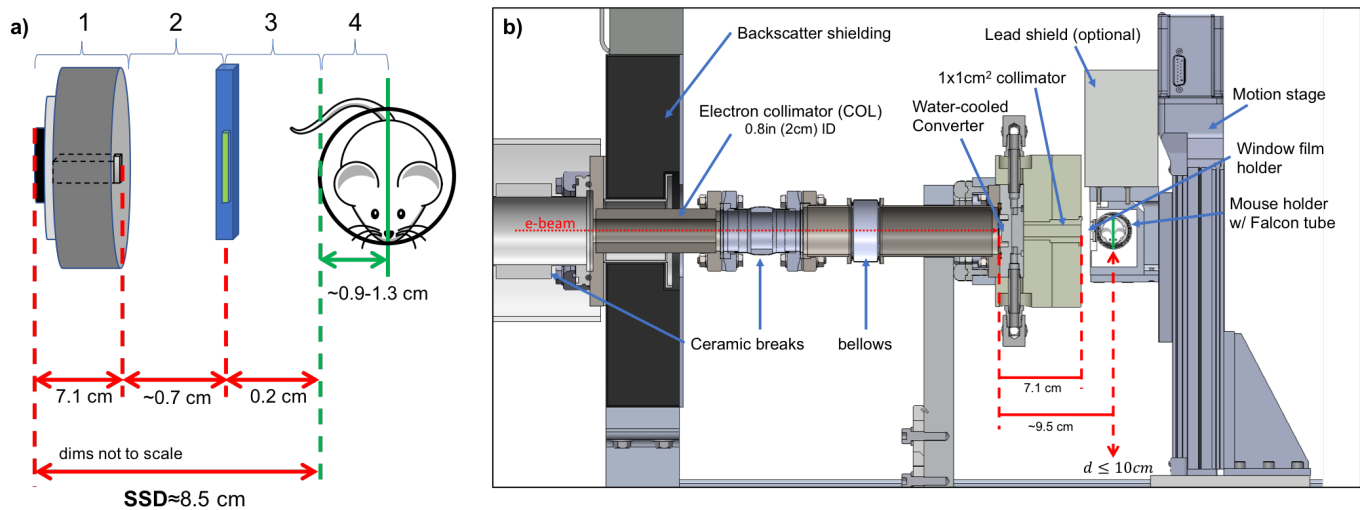 a)
1
2
3
4
~0.9-1.3 cm
7.1 cm
~0.7 cm
0.2 cm
dims not to scale
SSD≈8.5 cm
b)
Backscatter shielding
Electron collimator (COL)
0.8in (2cm) ID
e-beam
Ceramic breaks
bellows
Water-cooled
Converter
1x1cm² collimator
Lead shield (optional)
Motion stage
Window film
holder
Mouse holder
w/ Falcon tube
7.1 cm
~9.5 cm
d ≤ 10cm